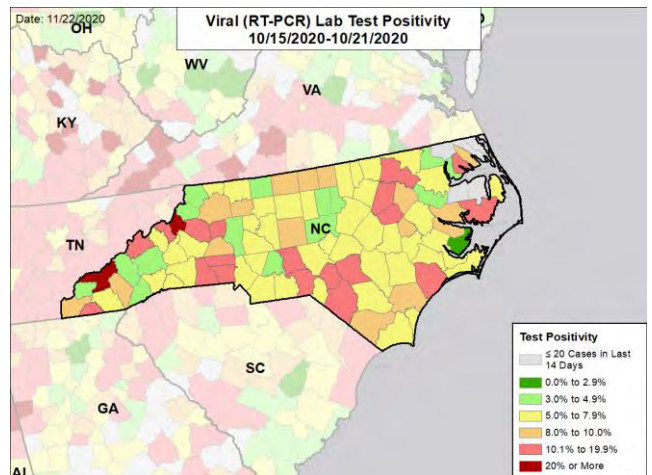 Date: 11/22/2020
Viral (RT-PCR) Lab Test Positivity
10/15/2020-10/21/2020
OH
WV
VA
KY
TN
NC
SC
GA
Test Positivity
≤ 20 Cases in Last
14 Days
0.0% to 2.9%
3.0% to 4.9%
5.0% to 7.9%
8.0% to 10.0%
10.1% to 19.9%
20% or More